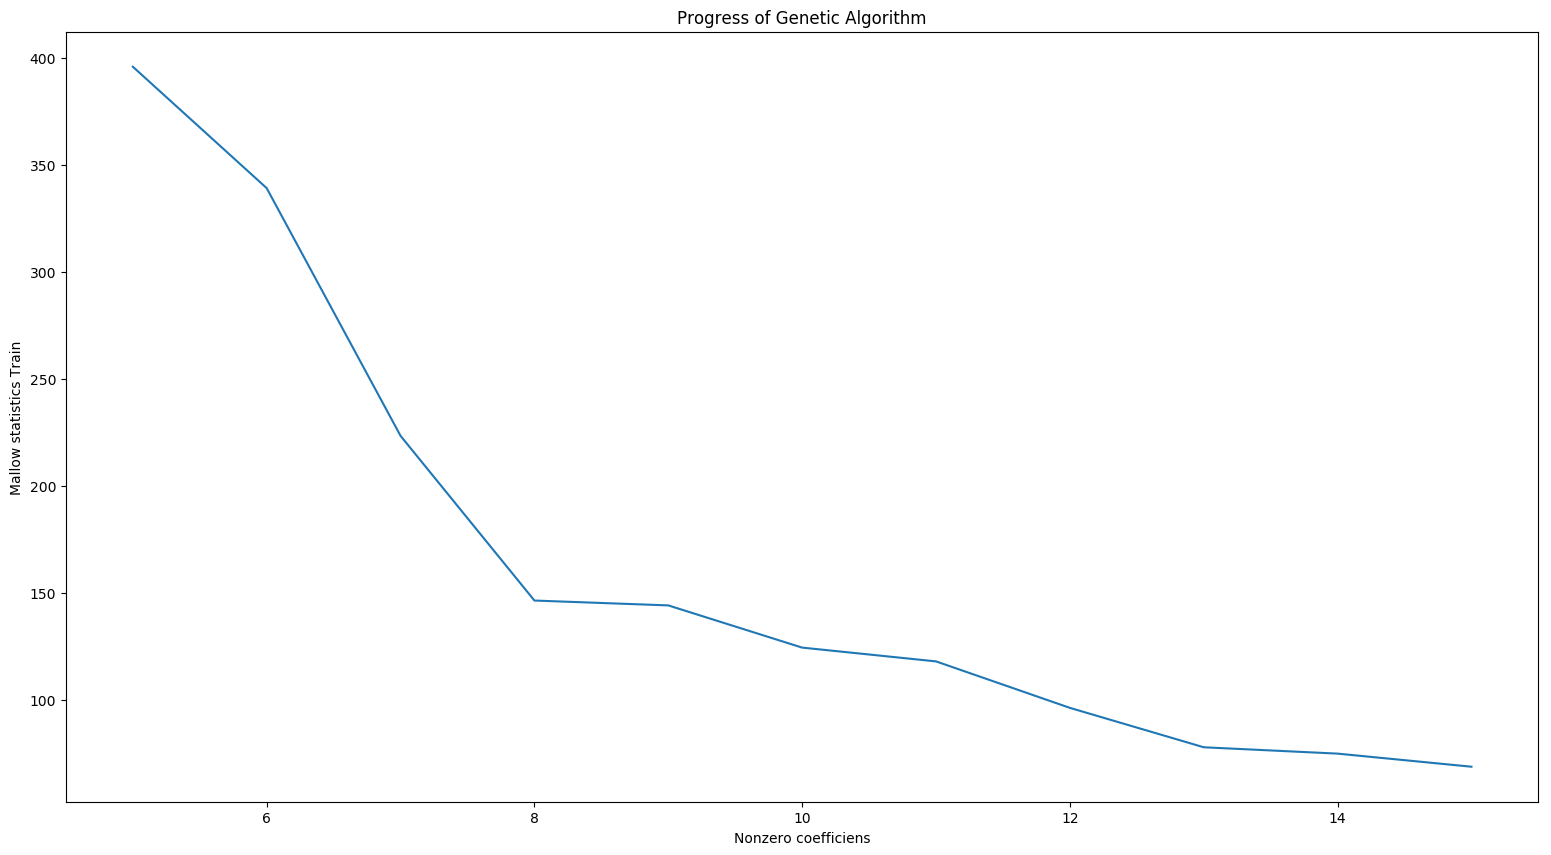 Progress of Genetic Algorithm
400
350
300
250
200
150
100
Mallow statistics Train
6 8 10 12 14
Nonzero coefficiens